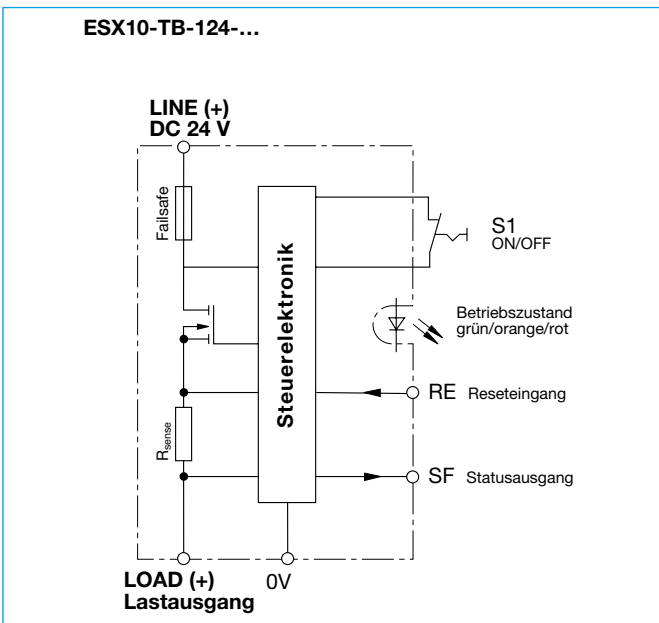 ESX10-TB-124-...
LINE (+)
DC 24 V
Failsafe
Steuerelektronik
S1
ON/OFF
Betriebszustand
grün/orange/rot
RE Reseteingang
Rsense
SF Statusausgang
LOAD (+)
Lastausgang
0V